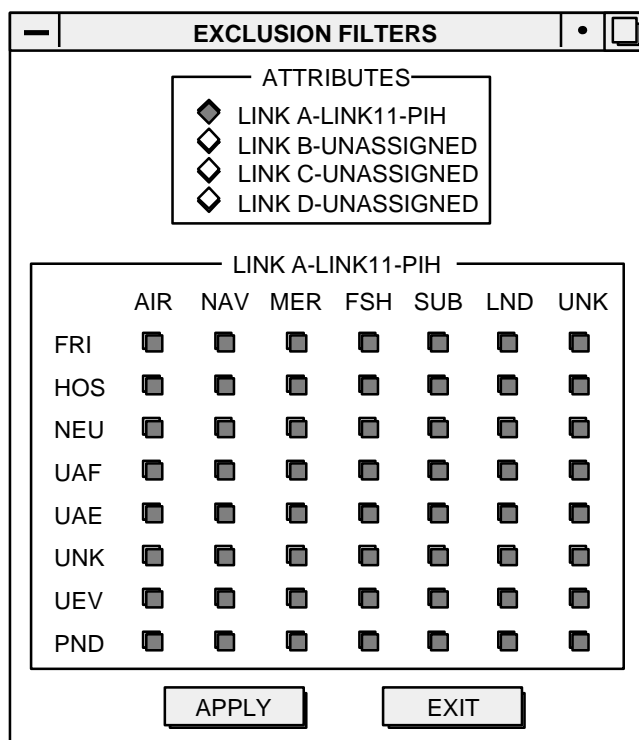 EXCLUSION FILTERS
ATTRIBUTES
LINK A-LINK11-PIH
LINK B-UNASSIGNED
LINK C-UNASSIGNED
LINK D-UNASSIGNED
LINK A-LINK11-PIH
AIR NAV MER FSH SUB LND UNK
FRI
HOS
NEU
UAF
UAE
UNK
UEV
PND
APPLY EXIT